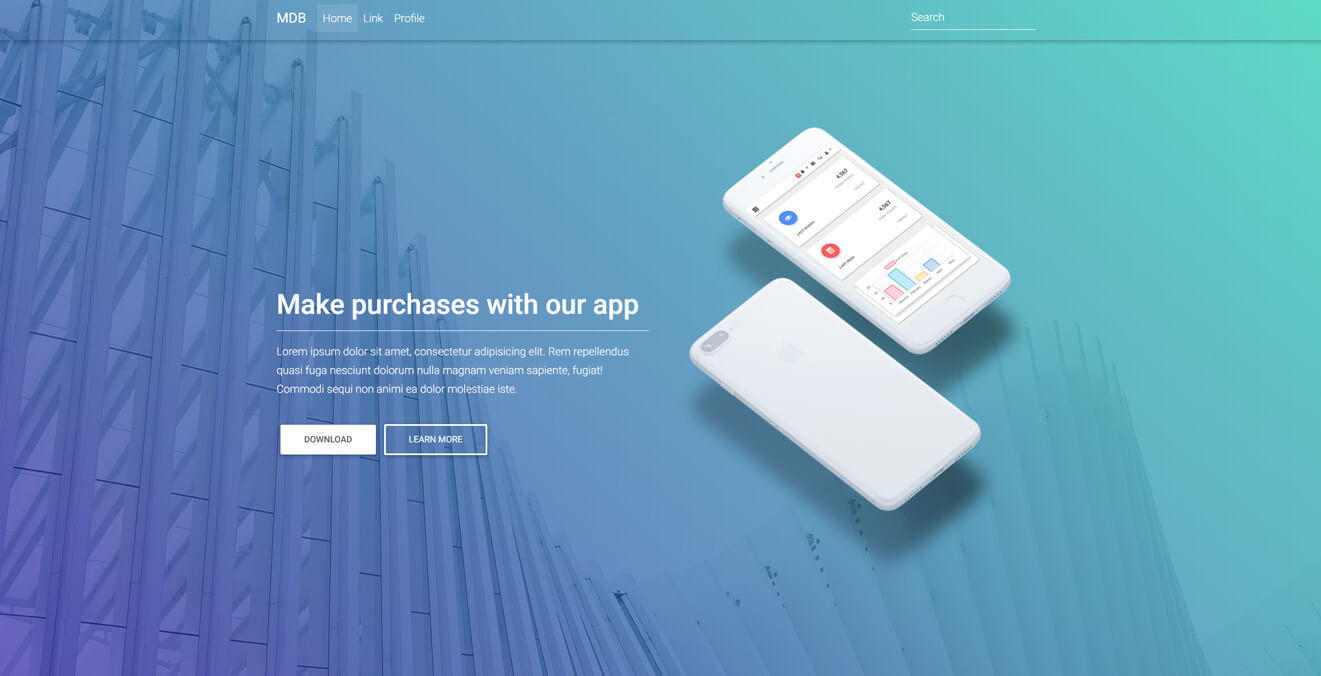 MDB Home Link Profile Search
Make purchases with our app
Lorem ipsum dolor sit amet, consectetur adipisicing elit. Rem repellendus
quasi fuga nesciunt dolorum nulla magnam veniam sapiente, fugiat!
Commodi sequi non animi ea dolor molestiae iste.
DOWNLOAD LEARN MORE
4,567
LAST MONTH
4,567